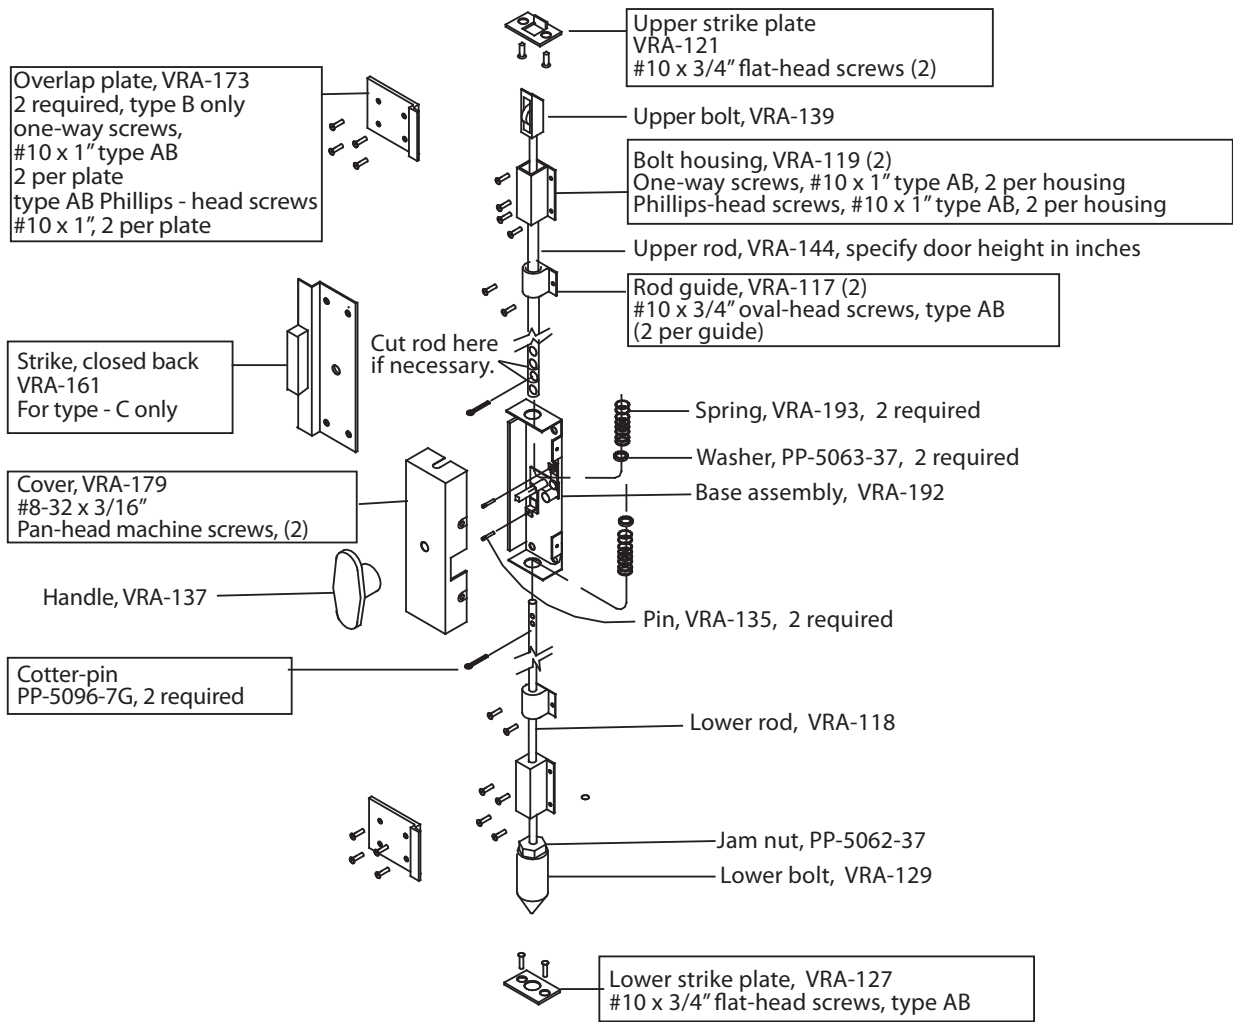 Upper strike plate
VRA-121
#10 x 3/4” flat-head screws (2)
Overlap plate, VRA-173
2 required, type B only
one-way screws,
#10 x 1” type AB
2 per plate
type AB Phillips - head screws
#10 x 1”, 2 per plate
Upper bolt, VRA-139
Bolt housing, VRA-119 (2)
One-way screws, #10 x 1” type AB, 2 per housing
Phillips-head screws, #10 x 1” type AB, 2 per housing
Upper rod, VRA-144, specify door height in inches
Rod guide, VRA-117 (2)
#10 x 3/4” oval-head screws, type AB
(2 per guide)
Cut rod here
if necessary.
Strike, closed back
VRA-161
For type - C only
Spring, VRA-193, 2 required
Washer, PP-5063-37, 2 required
Base assembly, VRA-192
Cover, VRA-179
#8-32 x 3/16”
Pan-head machine screws, (2)
Handle, VRA-137
Pin, VRA-135, 2 required
Cotter-pin
PP-5096-7G, 2 required
Lower rod, VRA-118
Jam nut, PP-5062-37
Lower bolt, VRA-129
Lower strike plate, VRA-127
#10 x 3/4” flat-head screws, type AB